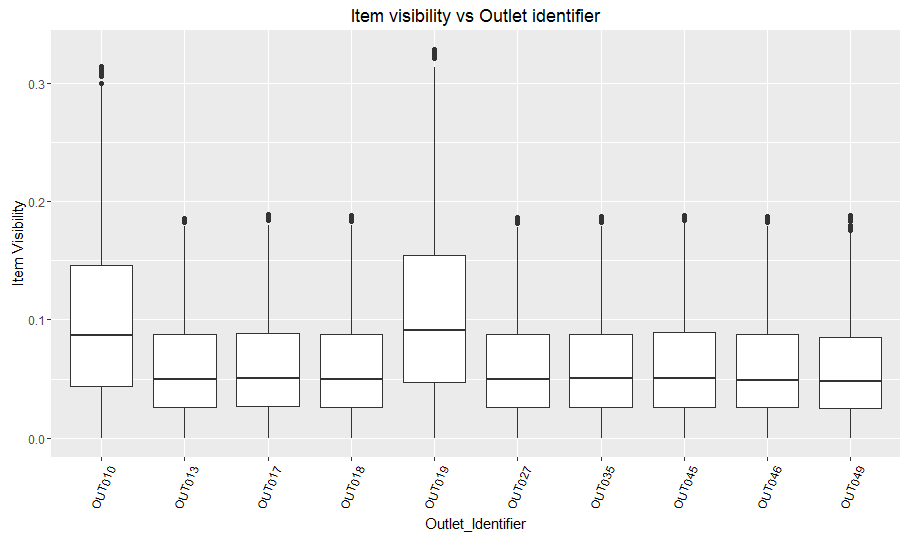 Item visibility vs Outlet identifier
Item Visibility
0.3
0.2
0.1
0.0
OUT010
OUT013
OUT017
OUT018
OUT019
OUT027
OUT035
OUT045
OUT046
OUT049
Outlet_Identifier